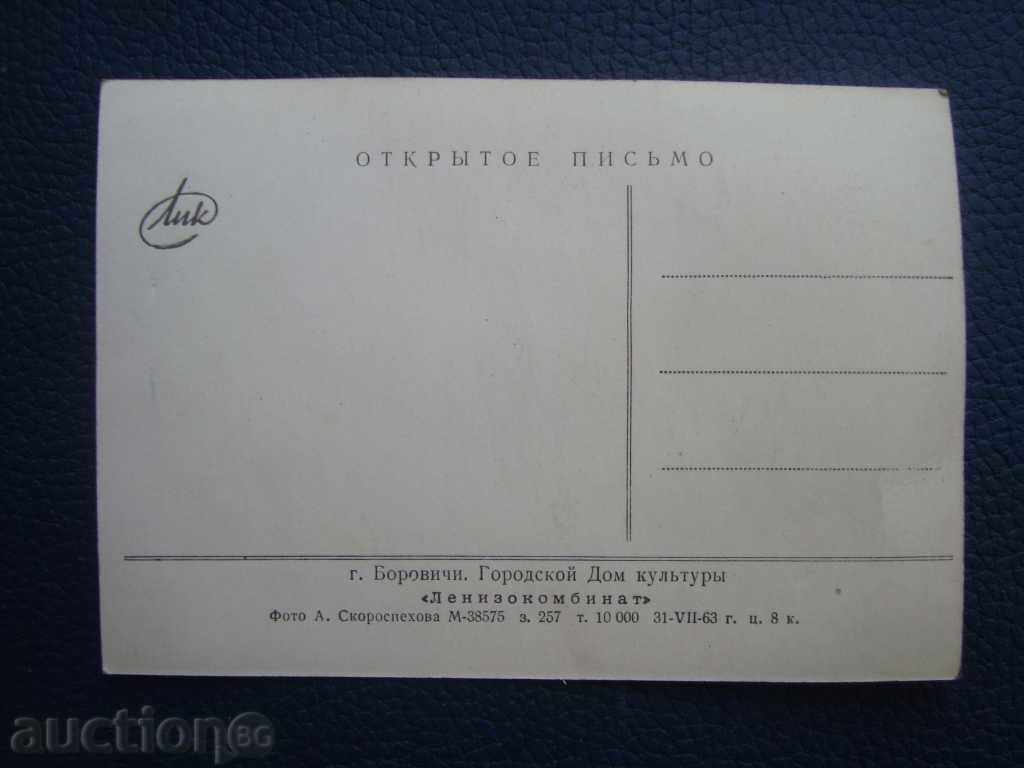 ОТКРЫТОЕ ПИСЬМО
Лик
г. Боровичи. Городской Дом культуры
«Ленизокомбинат»
Фото А. Скороспехова М-38575 з. 257 т. 10 000 31-VII-63 г. ц. 8 к.
auction BG